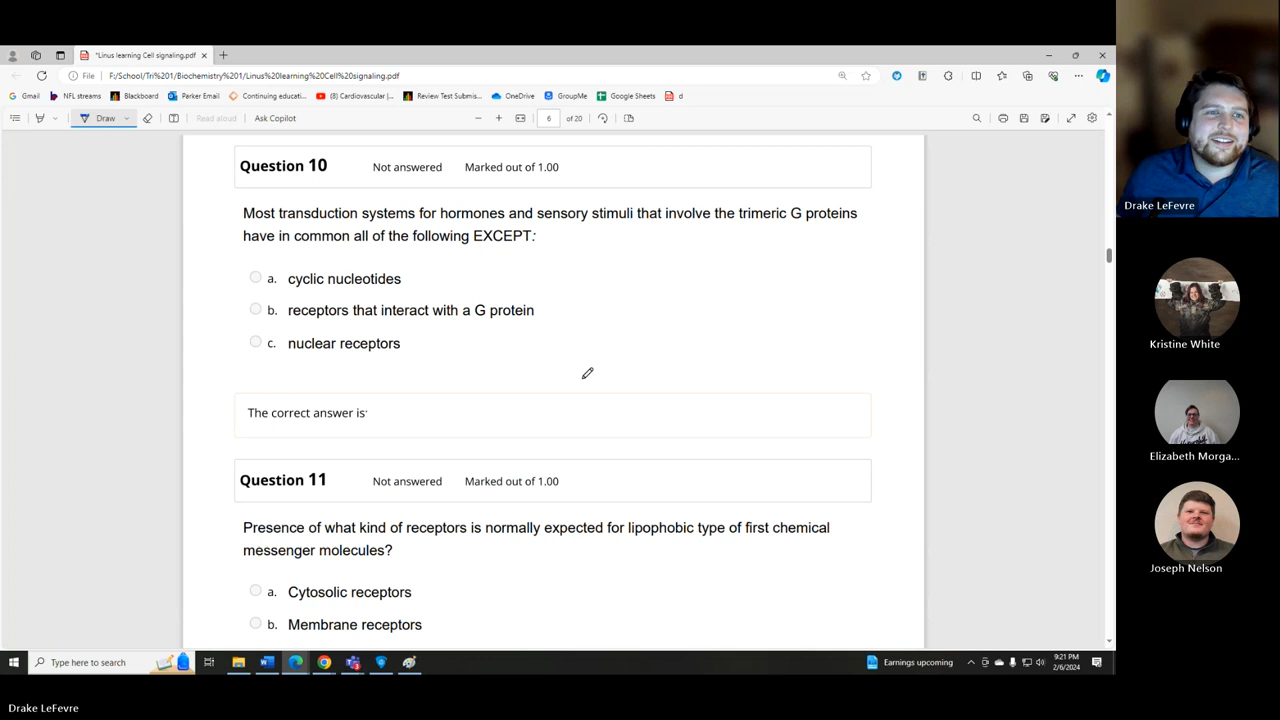 *Linus learning Cell signaling.pdf
File
F:/School/Tri%201/Biochemistry%201/Linus%20learning%20Cell%20signaling.pdf
Gmail NFL streams Blackboard Parker Email Continuing educati... (8) Cardiovascular |... Review Test Submis... OneDrive GroupMe Google Sheets d
Draw Read aloud Ask Copilot 6 of 20
Question 10 Not answered Marked out of 1.00
Most transduction systems for hormones and sensory stimuli that involve the trimeric G proteins
have in common all of the following EXCEPT:
a. cyclic nucleotides
b. receptors that interact with a G protein
c. nuclear receptors
The correct answer is:
Question 11 Not answered Marked out of 1.00
Presence of what kind of receptors is normally expected for lipophobic type of first chemical
messenger molecules?
a. Cytosolic receptors
b. Membrane receptors
Type here to search
Earnings upcoming
9:21 PM
2/6/2024
Drake LeFevre
Kristine White
Elizabeth Morga...
Joseph Nelson
Drake LeFevre